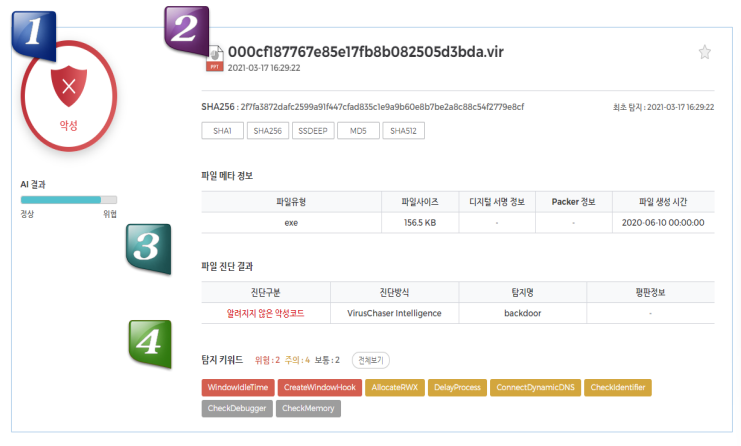 1
2
악성
AI 결과
정상 위협
PPT
000cf187767e85e17fb8b082505d3bda.vir
2021-03-17 16:29:22
SHA256 : 2f7fa3872dafc2599a91f447cfad835c1e9a9b60e8b7be2a8c88c54f2779e8cf 최초 탐지 : 2021-03-17 16:29:22
SHA1 SHA256 SSDEEP MD5 SHA512
파일 메타 정보
파일유형 파일사이즈 디지털 서명 정보 Packer 정보 파일 생성 시간
exe 156.5 KB - - 2020-06-10 00:00:00
3
파일 진단 결과
진단구분 진단방식 탐지명 평판정보
알려지지 않은 악성코드 VirusChaser Intelligence backdoor -
4
탐지 키워드 위험 : 2 주의 : 4 보통 : 2 전체보기
WindowIdleTime CreateWindowHook AllocateRWX DelayProcess ConnectDynamicDNS CheckIdentifier
CheckDebugger CheckMemory